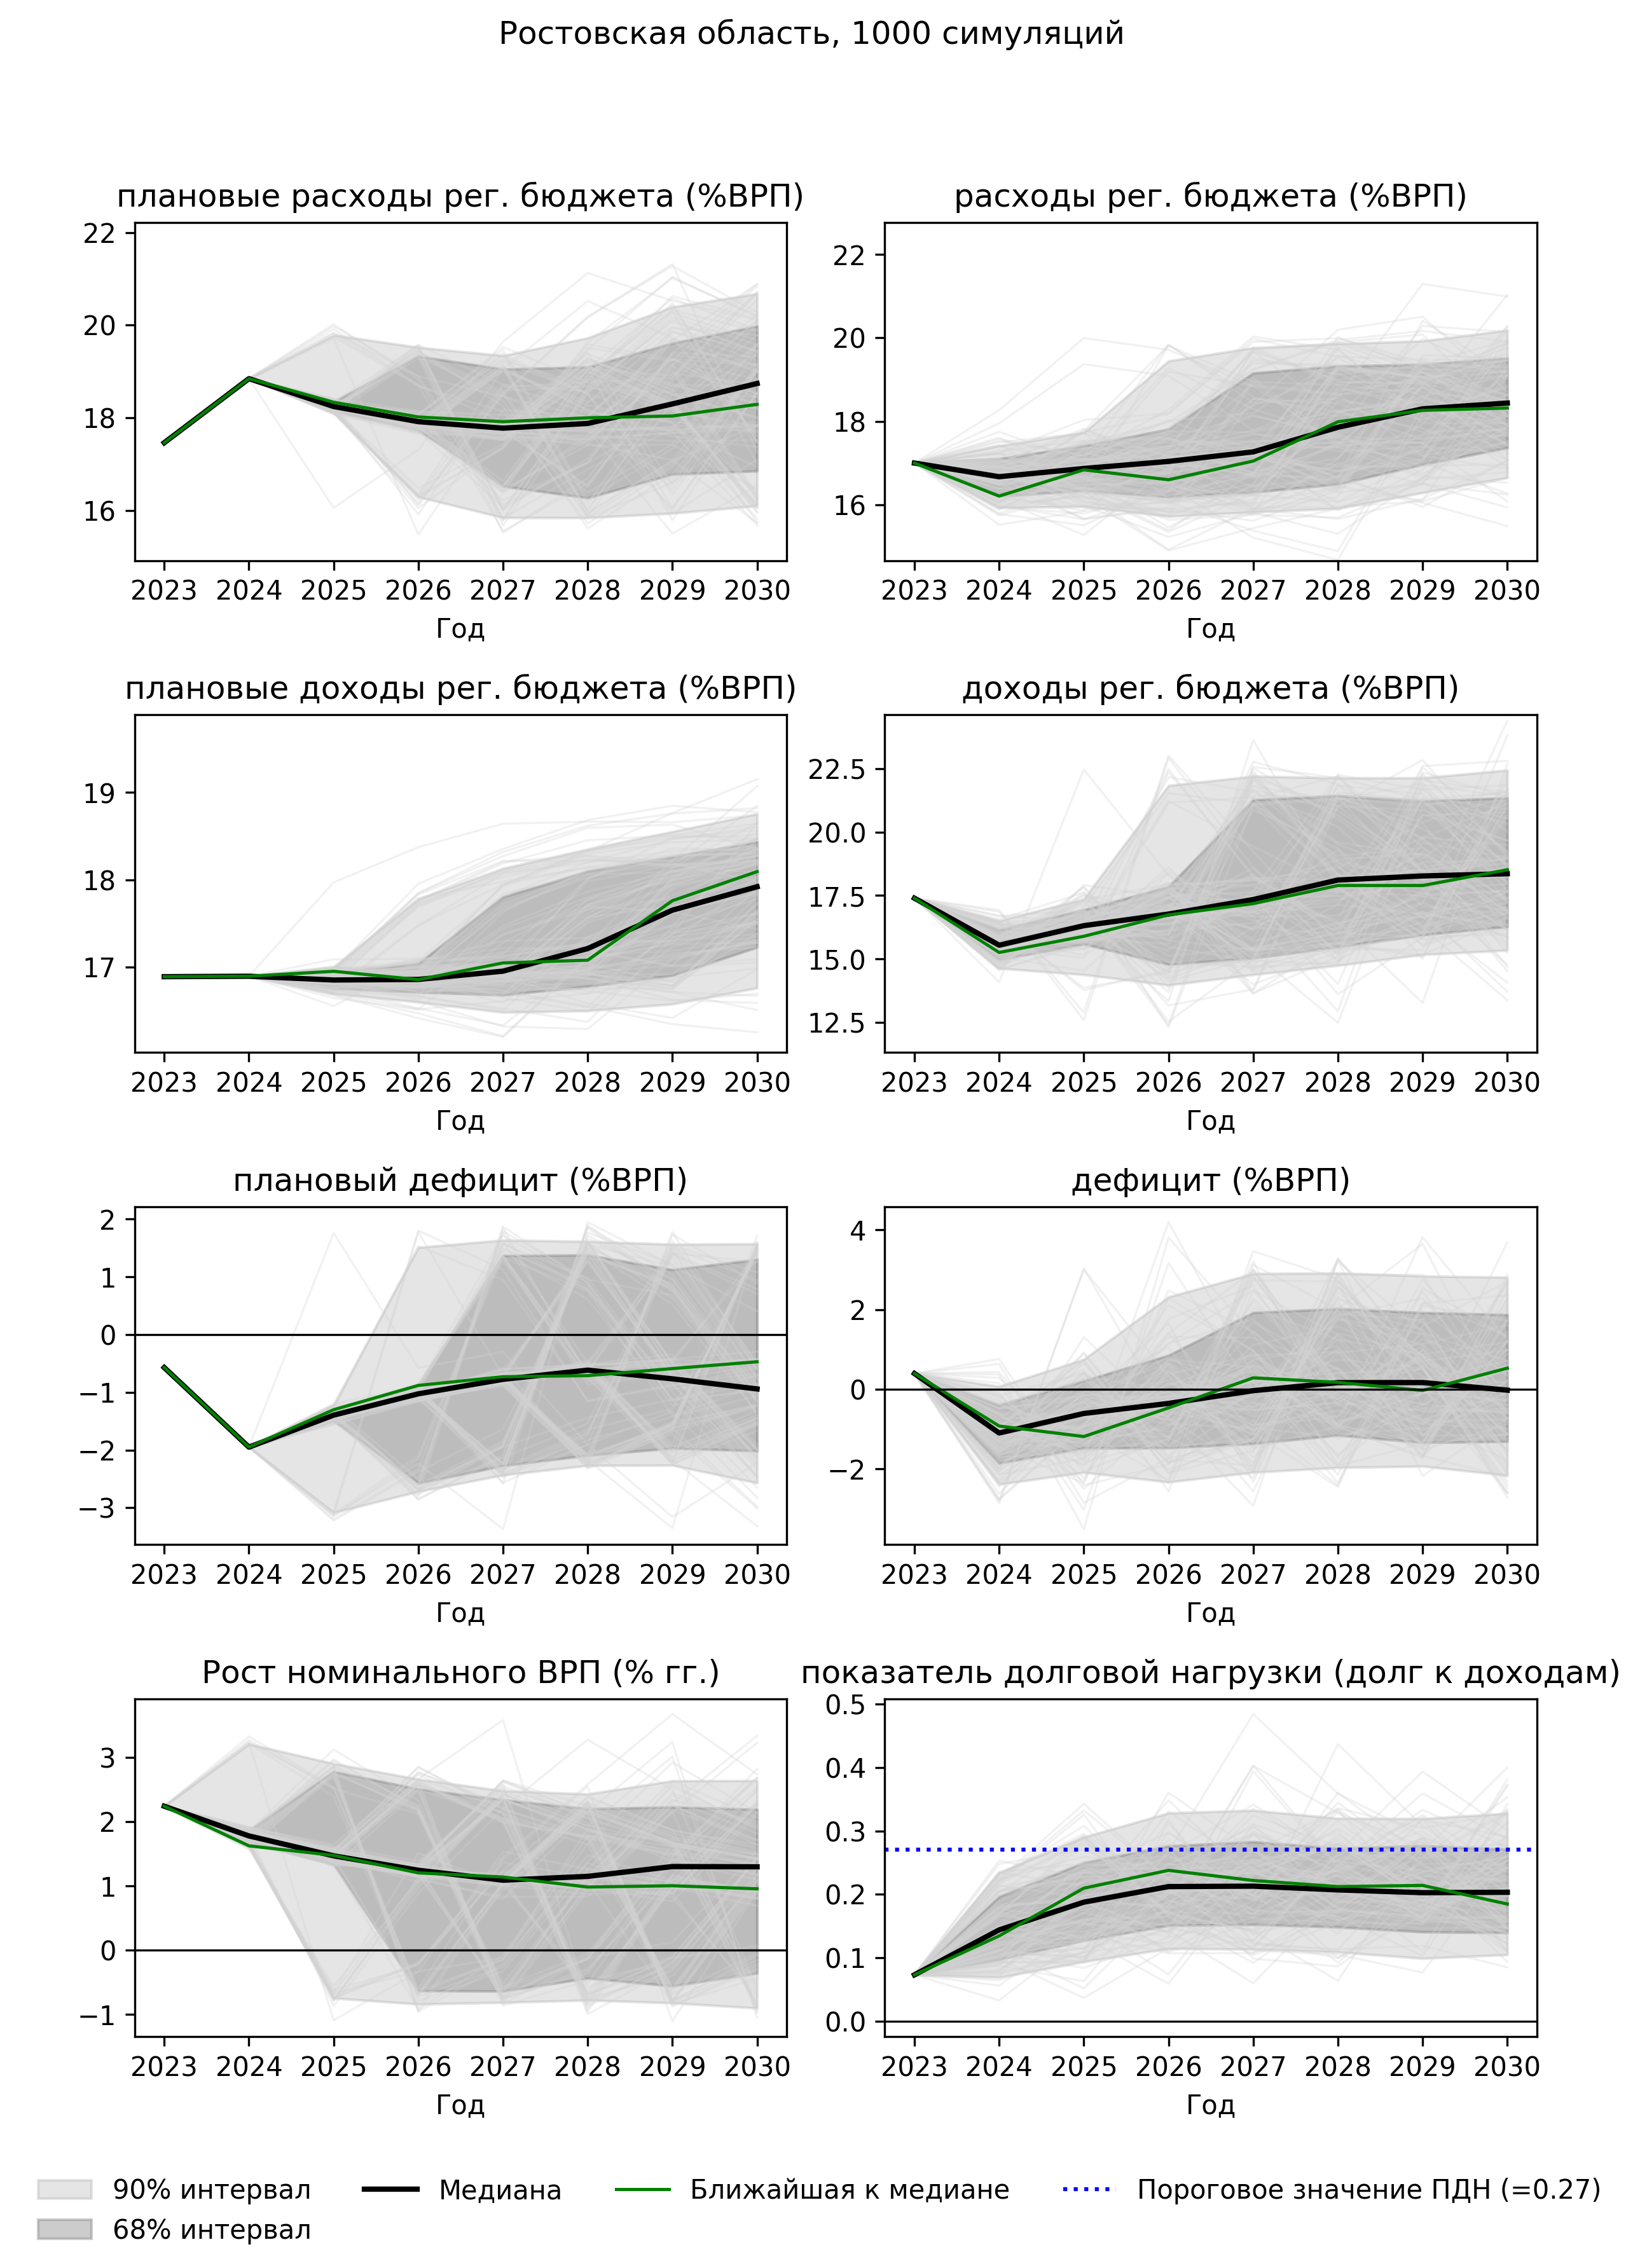 Ростовская область, 1000 симуляций
плановые расходы рег. бюджета (%ВРП)
22
20
18
16
2023 2024 2025 2026 2027 2028 2029 2030
Год
расходы рег. бюджета (%ВРП)
22
20
18
16
2023 2024 2025 2026 2027 2028 2029 2030
Год
плановые доходы рег. бюджета (%ВРП)
19
18
17
2023 2024 2025 2026 2027 2028 2029 2030
Год
доходы рег. бюджета (%ВРП)
22.5
20.0
17.5
15.0
12.5
2023 2024 2025 2026 2027 2028 2029 2030
Год
плановый дефицит (%ВРП)
2
1
0
−1
−2
−3
2023 2024 2025 2026 2027 2028 2029 2030
Год
дефицит (%ВРП)
4
2
0
−2
2023 2024 2025 2026 2027 2028 2029 2030
Год
Рост номинального ВРП (% гг.)
3
2
1
0
−1
2023 2024 2025 2026 2027 2028 2029 2030
Год
показатель долговой нагрузки (долг к доходам)
0.5
0.4
0.3
0.2
0.1
0.0
2023 2024 2025 2026 2027 2028 2029 2030
Год
90% интервал
68% интервал
Медиана
Ближайшая к медиане
Пороговое значение ПДН (=0.27)